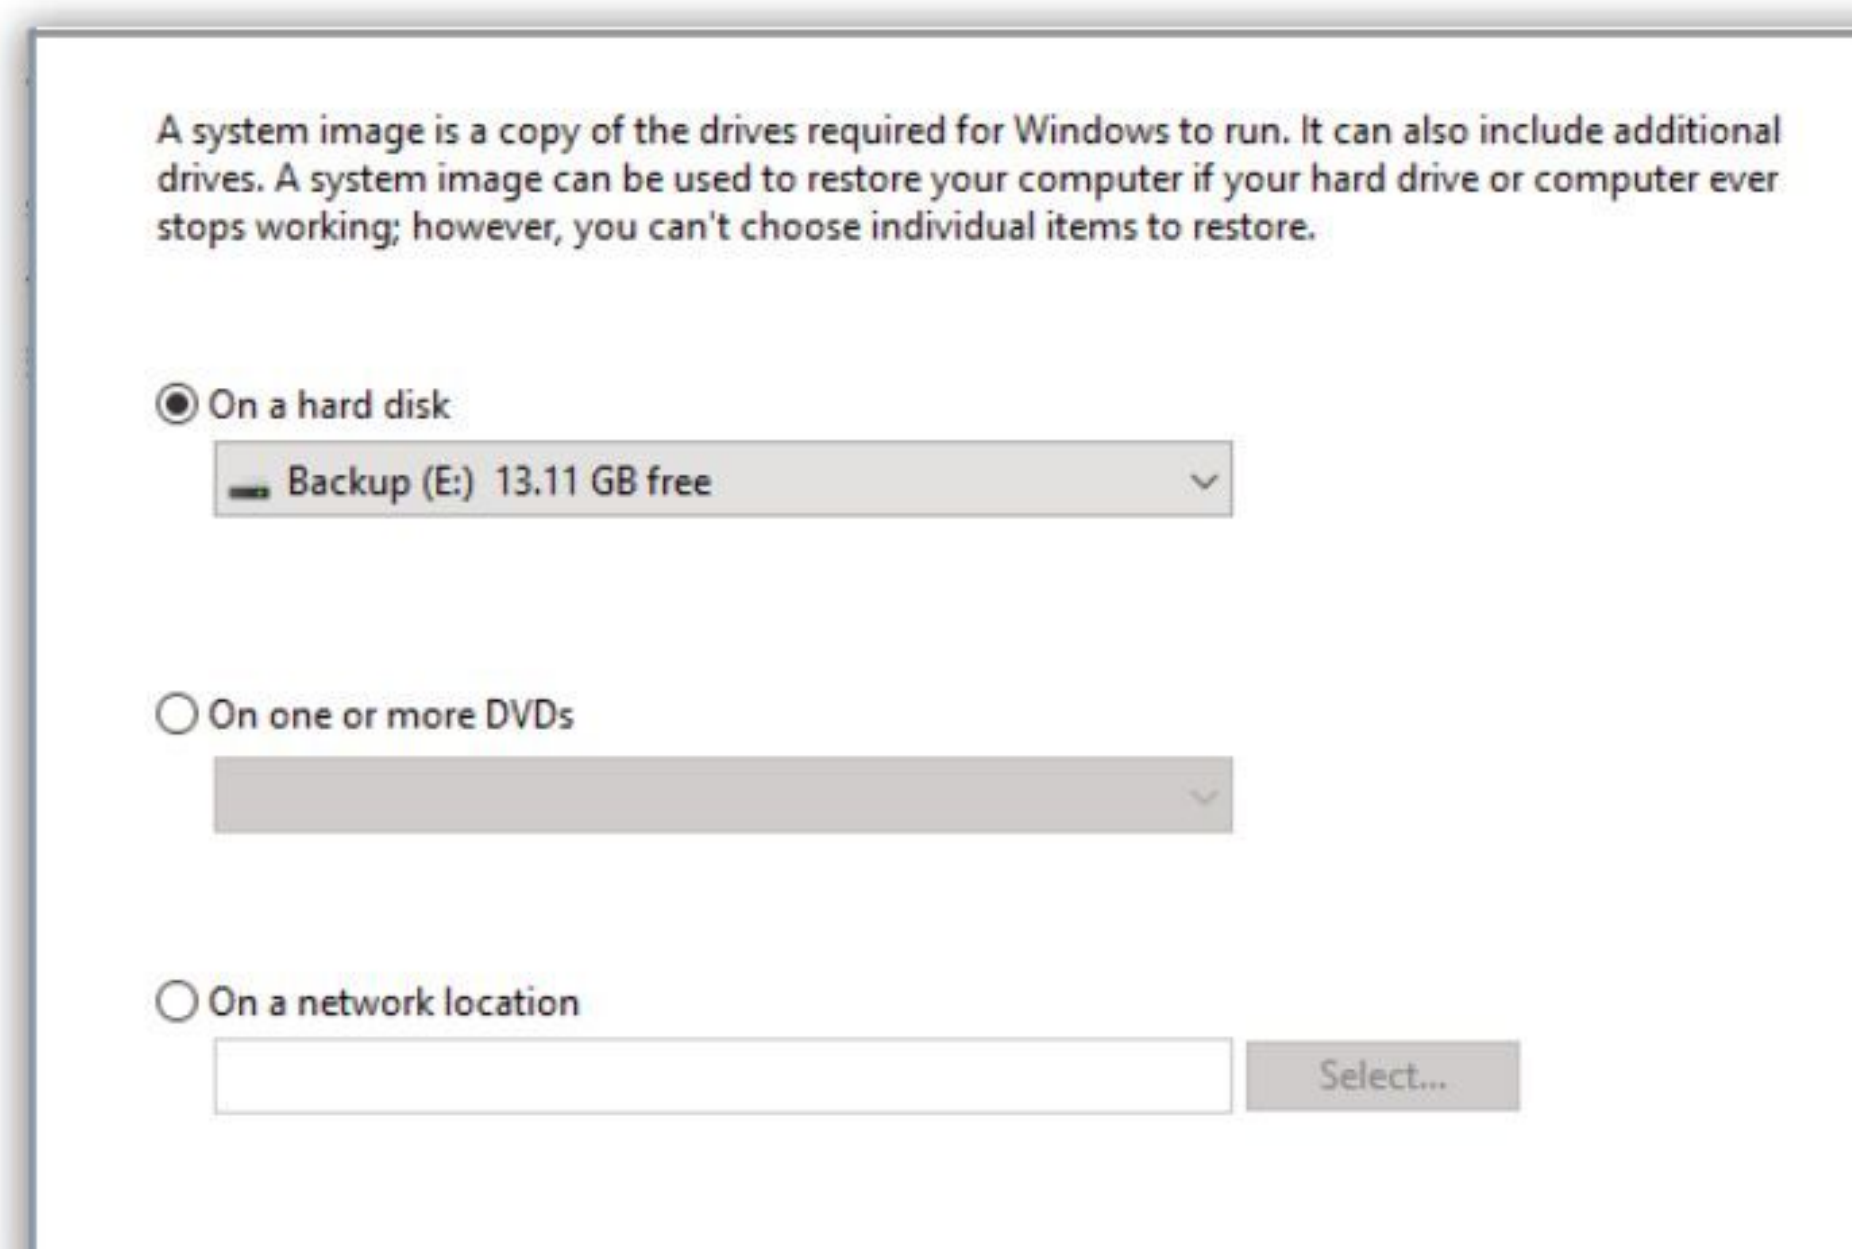 A system image is a copy of the drives required for Windows to run. It can also include additional
drives. A system image can be used to restore your computer if your hard drive or computer ever
stops working; however, you can't choose individual items to restore.
On a hard disk
Backup (E:)  13.11 GB free
On one or more DVDs
On a network location
Select...